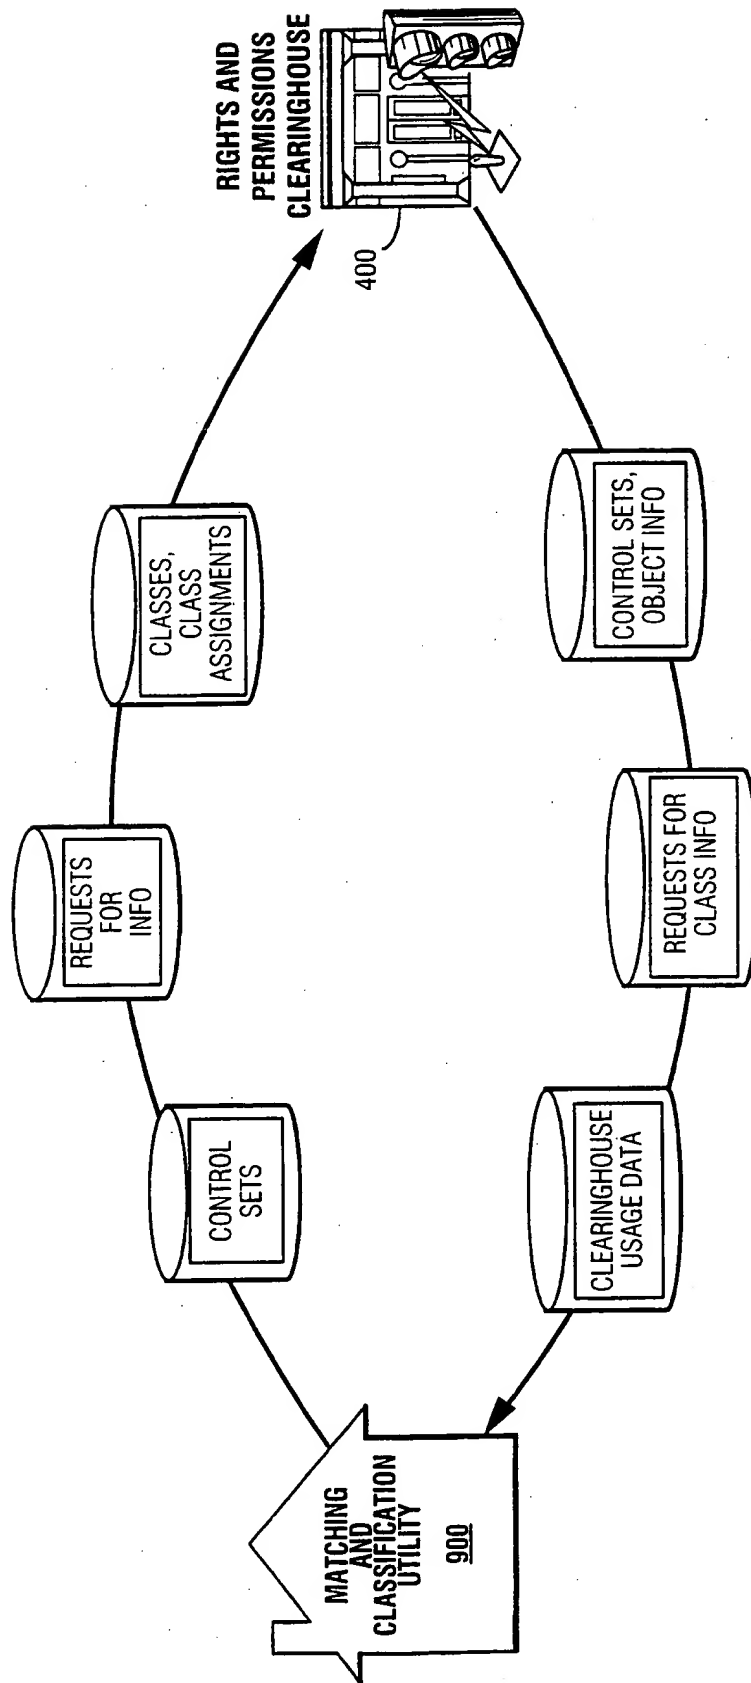 MATCHING
AND
CLASSIFICATION
UTILITY
900
CONTROL
SETS
REQUESTS
FOR
INFO
CLASSES,
CLASS
ASSIGNMENTS
RIGHTS AND
PERMISSIONS
CLEARINGHOUSE
400
CONTROL SETS,
OBJECT INFO
REQUESTS FOR
CLASS INFO
CLEARINGHOUSE
USAGE DATA